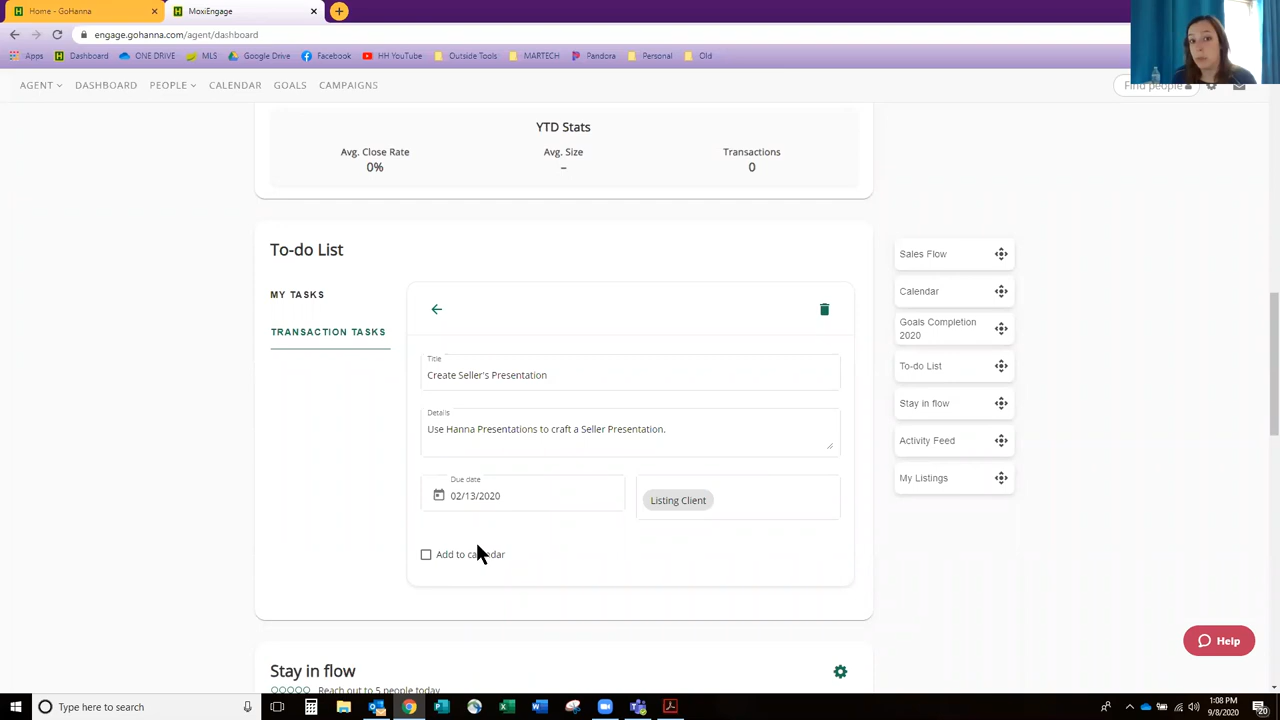 Home - GoHanna
MoxiEngage
engage.gohanna.com/agent/dashboard
Apps
Dashboard
ONE DRIVE
MLS
Google Drive
Facebook
HH YouTube
Outside Tools
MARTECH
Pandora
Personal
Old
AGENT
DASHBOARD
PEOPLE
CALENDAR
GOALS
CAMPAIGNS
Find people
YTD Stats
Avg. Close Rate
Avg. Size
Transactions
0%
–
0
To-do List
MY TASKS
TRANSACTION TASKS
Title
Create Seller's Presentation
Details
Use Hanna Presentations to craft a Seller Presentation.
Due date
02/13/2020
Listing Client
Add to calendar
Sales Flow
Calendar
Goals Completion
2020
To-do List
Stay in flow
Activity Feed
My Listings
Help
Stay in flow
Reach out to 5 people today
Type here to search
1:08 PM
9/8/2020
20